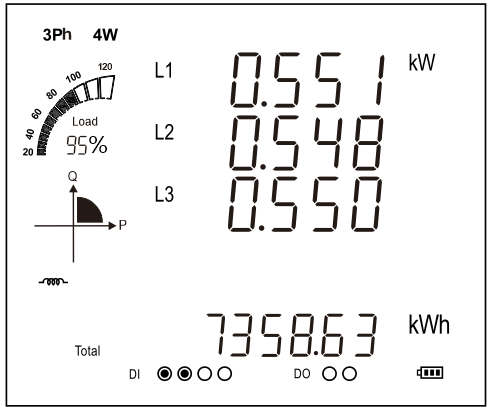 3Ph 4W
20 40 60 80 100 120
Load
95%
L1 0.551 kW
L2 0.548
L3 0.550
Q
P
Total 7358.63 kWh
DI DO